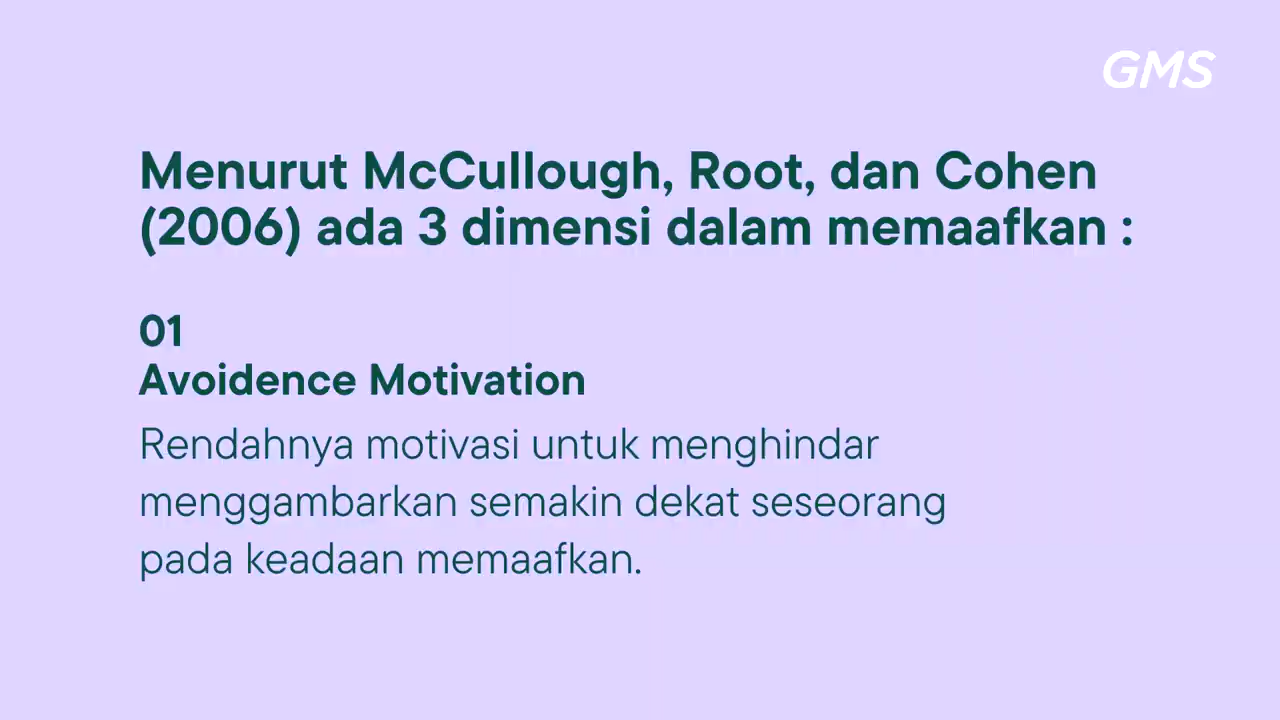 GMS
Menurut McCullough, Root, dan Cohen
(2006) ada 3 dimensi dalam memaafkan :
01
Avoidence Motivation
Rendahnya motivasi untuk menghindar
menggambarkan semakin dekat seseorang
pada keadaan memaafkan.